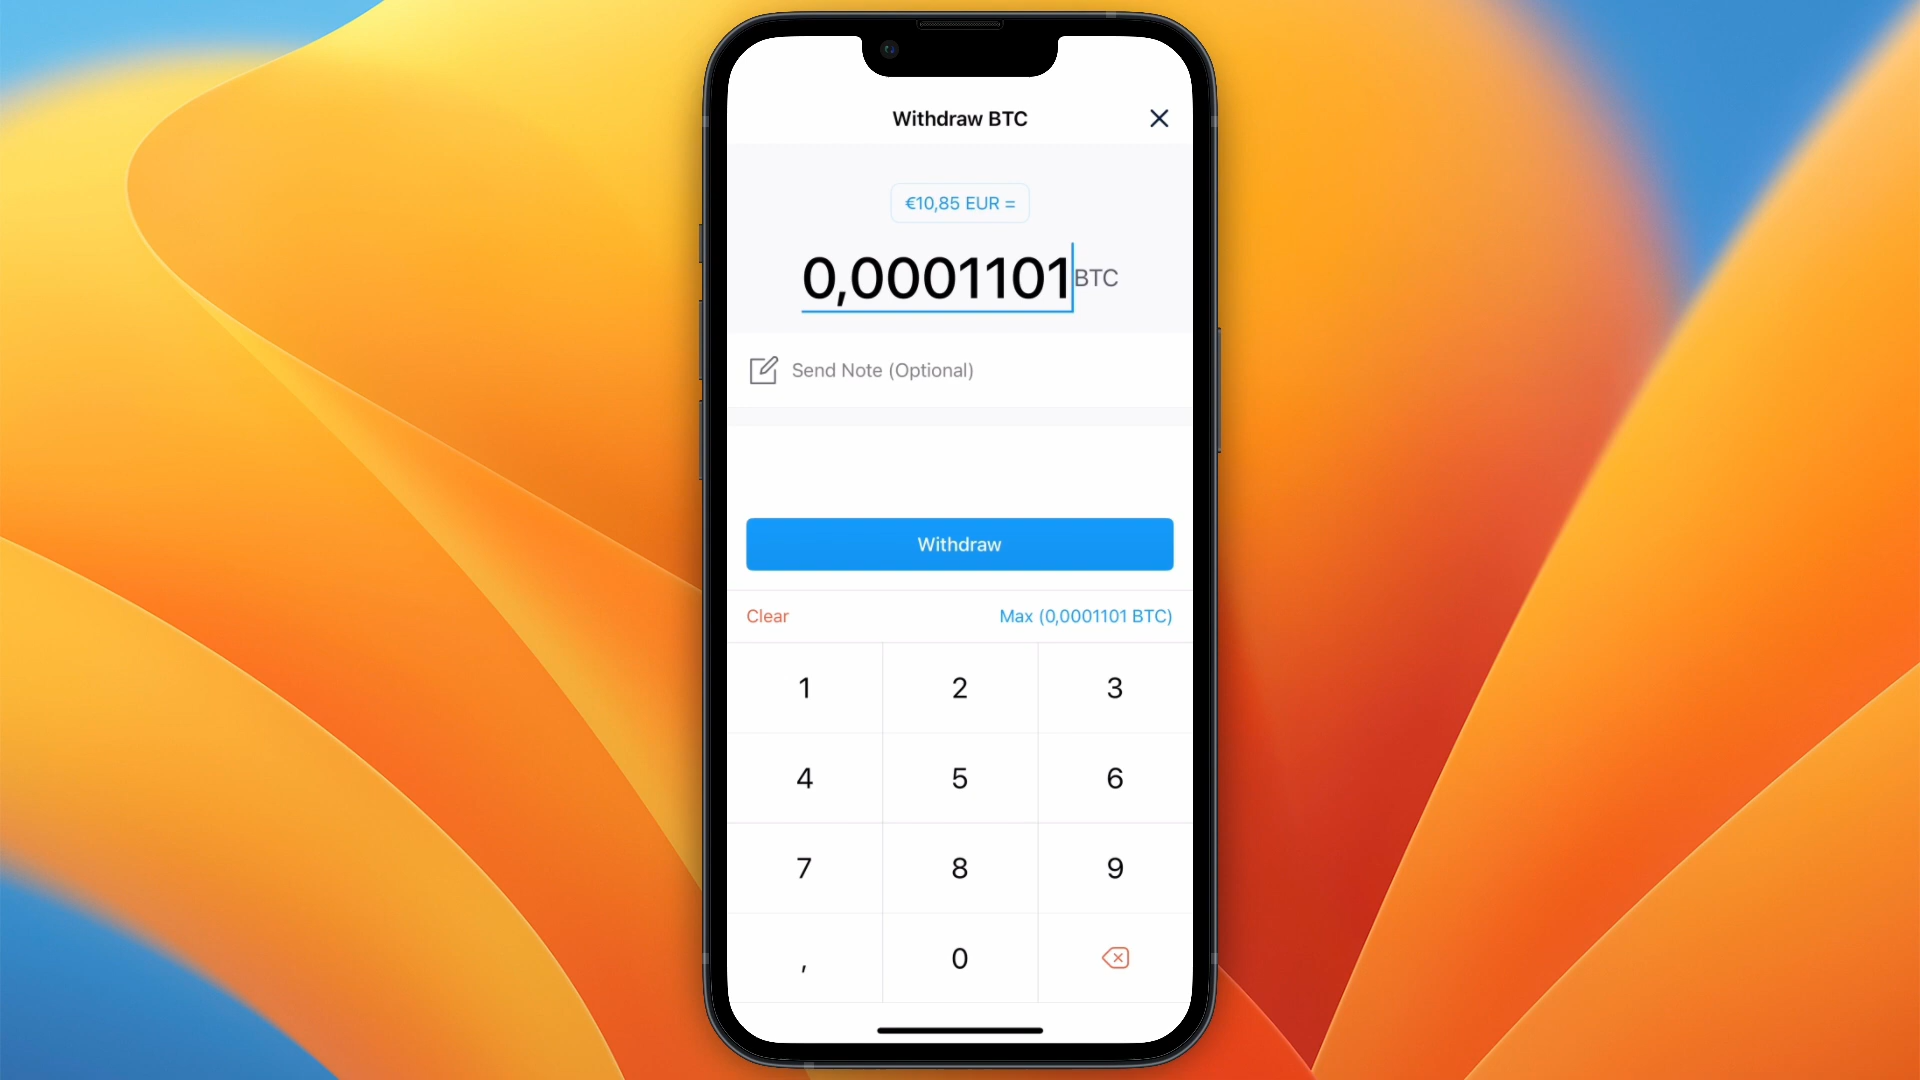 Withdraw BTC
€10,85 EUR =
0,0001101 BTC
Send Note (Optional)
Withdraw
Clear Max (0,0001101 BTC)
1 2 3
4 5 6
7 8 9
, 0